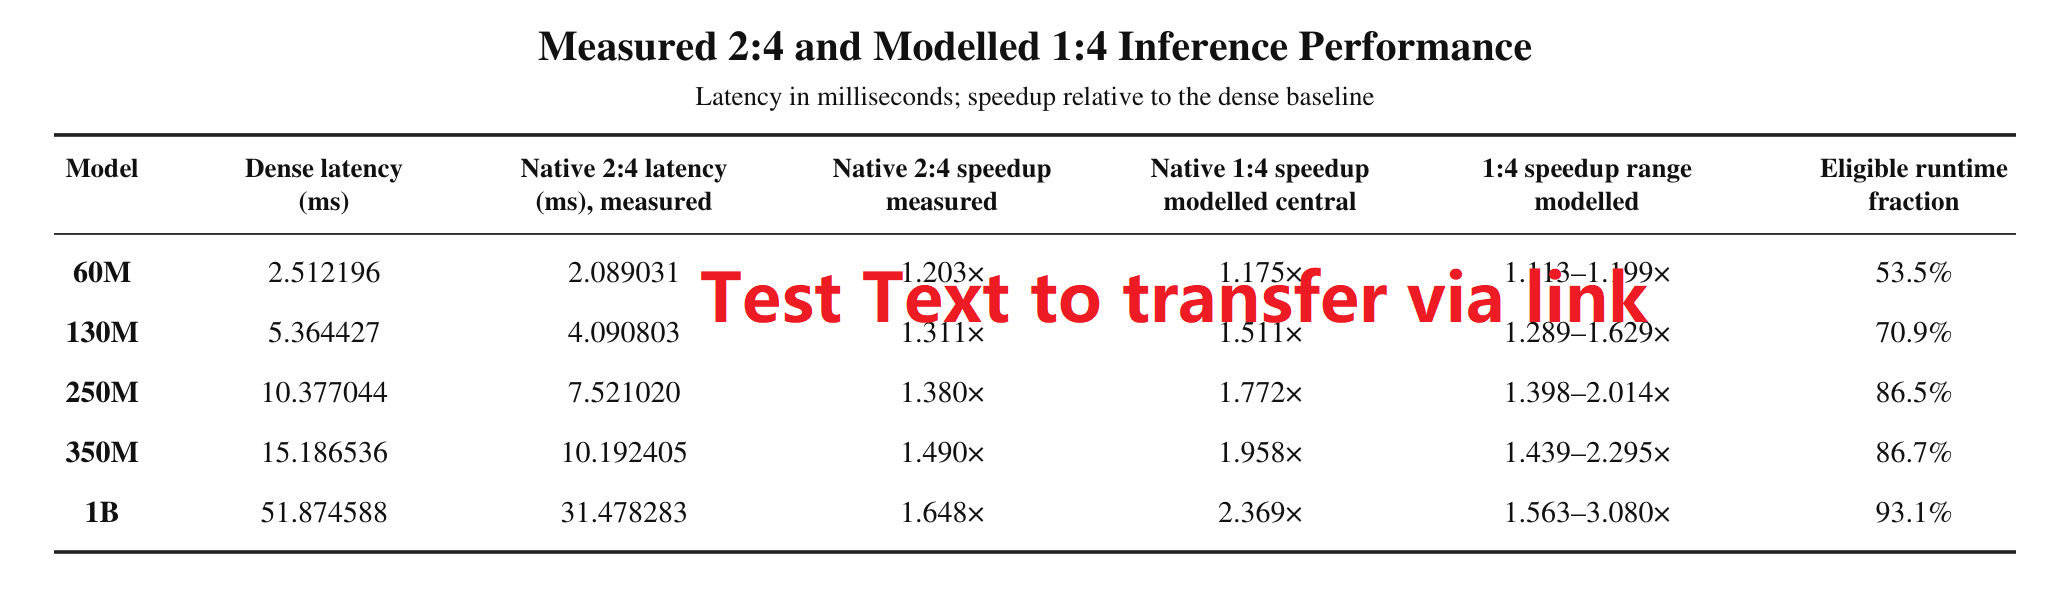 Measured 2:4 and Modelled 1:4 Inference Performance
Latency in milliseconds; speedup relative to the dense baseline
Model Dense latency (ms) Native 2:4 latency (ms), measured Native 2:4 speedup measured Native 1:4 speedup modelled central 1:4 speedup range modelled Eligible runtime fraction
60M 2.512196 2.089031 1.203× 1.175× 1.113–1.199× 53.5%
Test Text to transfer via link
130M 5.364427 4.090803 1.311× 1.511× 1.289–1.629× 70.9%
250M 10.377044 7.521020 1.380× 1.772× 1.398–2.014× 86.5%
350M 15.186536 10.192405 1.490× 1.958× 1.439–2.295× 86.7%
1B 51.874588 31.478283 1.648× 2.369× 1.563–3.080× 93.1%